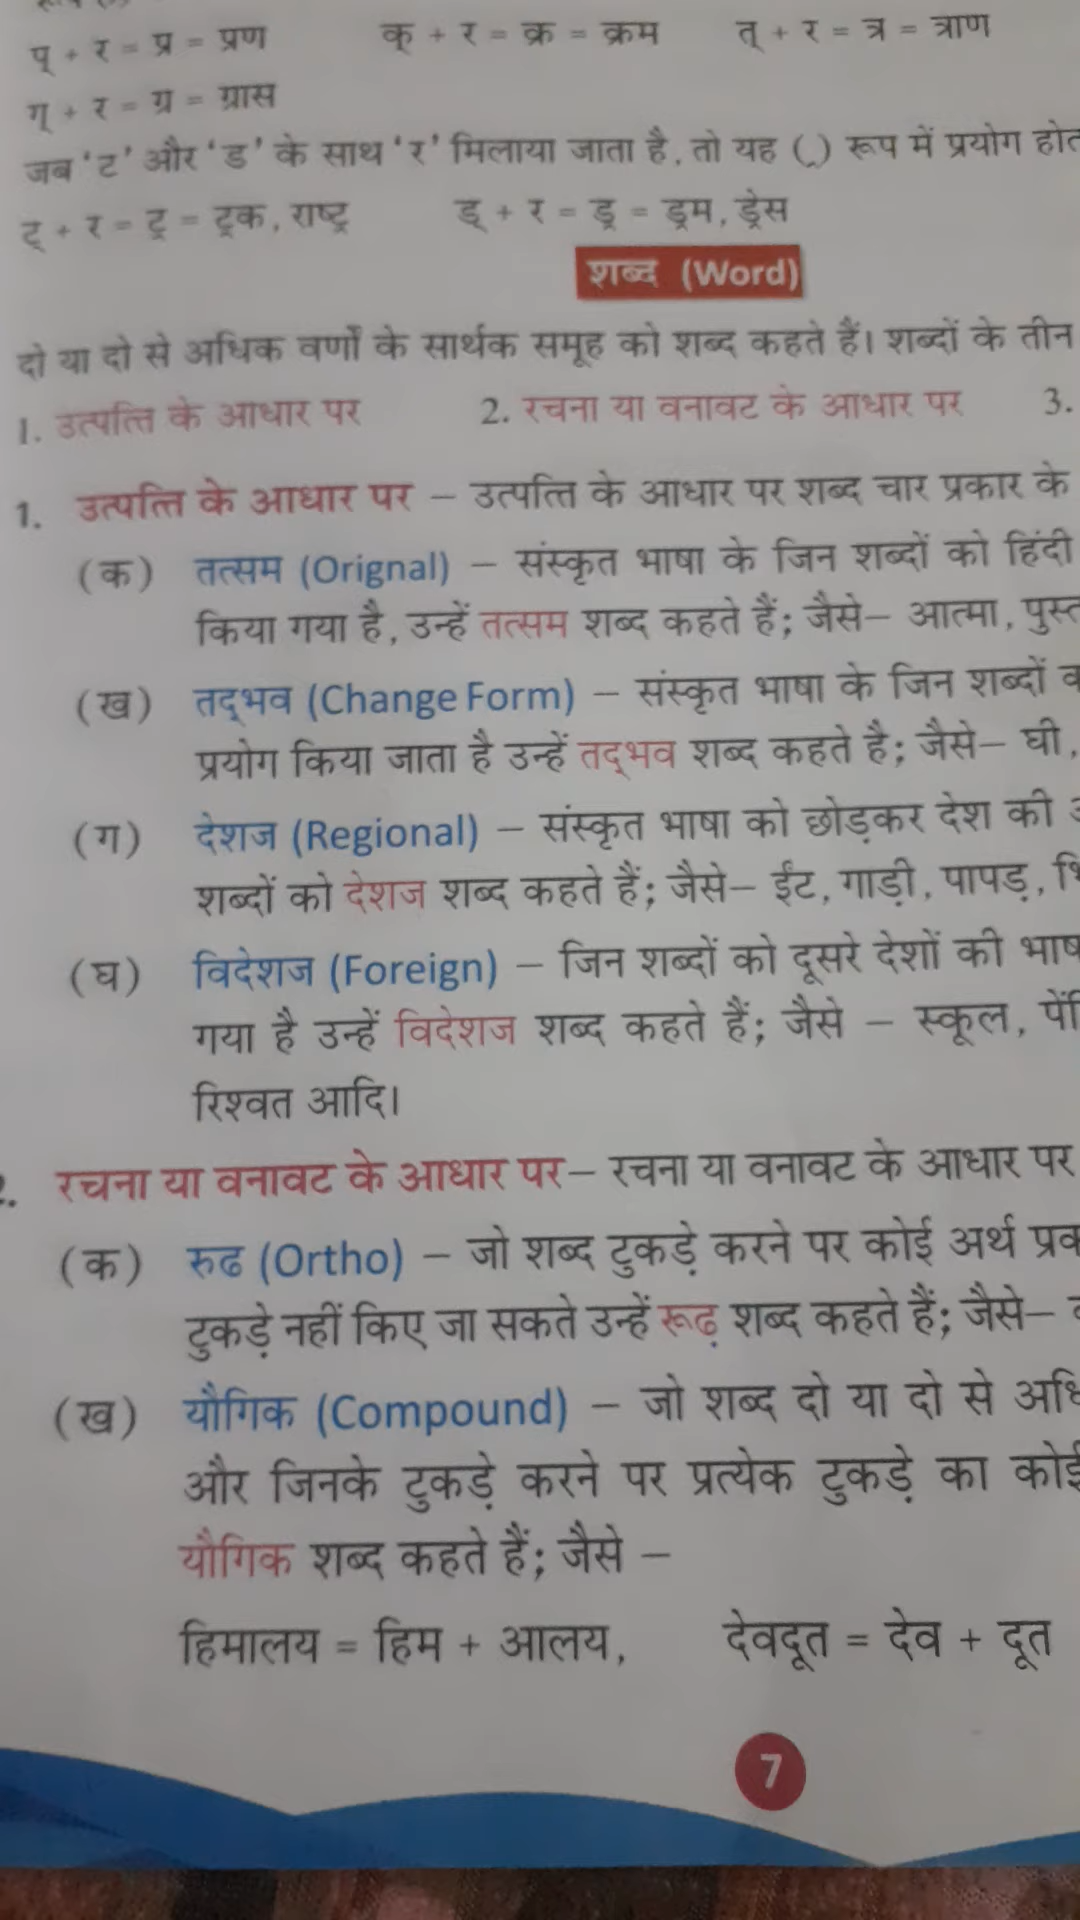 प् + र = प्र = प्रण क् + र = क्र = क्रम त् + र = त्र = त्राण
ग् + र = ग्र = ग्रास
जब 'ट' और 'ड' के साथ 'र' मिलाया जाता है, तो यह (्र) रूप में प्रयोग
ट् + र = ट्र = ट्रक, राष्ट्र ड् + र = ड्र = ड्रम, ड्रेस
शब्द (Word)
दो या दो से अधिक वर्णों के सार्थक समूह को शब्द कहते हैं। शब्दों के तीन
1. उत्पत्ति के आधार पर 2. रचना या वनावट के आधार पर 3.
1. उत्पत्ति के आधार पर – उत्पत्ति के आधार पर शब्द चार प्रकार के
(क) तत्सम (Orignal) – संस्कृत भाषा के जिन शब्दों को हिंदी
किया गया है, उन्हें तत्सम शब्द कहते हैं; जैसे– आत्मा,
(ख) तद्भव (Change Form) – संस्कृत भाषा के जिन शब्दों
प्रयोग किया जाता है उन्हें तद्भव शब्द कहते है; जैसे– घी,
(ग) देशज (Regional) – संस्कृत भाषा को छोड़कर देश की
शब्दों को देशज शब्द कहते हैं; जैसे– ईंट, गाड़ी, पापड़,
(घ) विदेशज (Foreign) – जिन शब्दों को दूसरे देशों की
गया है उन्हें विदेशज शब्द कहते हैं; जैसे – स्कूल,
रिश्वत आदि।
रचना या वनावट के आधार पर– रचना या वनावट के आधार पर
(क) रुढ (Ortho) – जो शब्द टुकड़े करने पर कोई अर्थ
टुकड़े नहीं किए जा सकते उन्हें रूढ़ शब्द कहते हैं; जैसे–
(ख) यौगिक (Compound) – जो शब्द दो या दो से
और जिनके टुकड़े करने पर प्रत्येक टुकड़े का कोई
यौगिक शब्द कहते हैं; जैसे –
हिमालय = हिम + आलय, देवदूत = देव + दूत
7